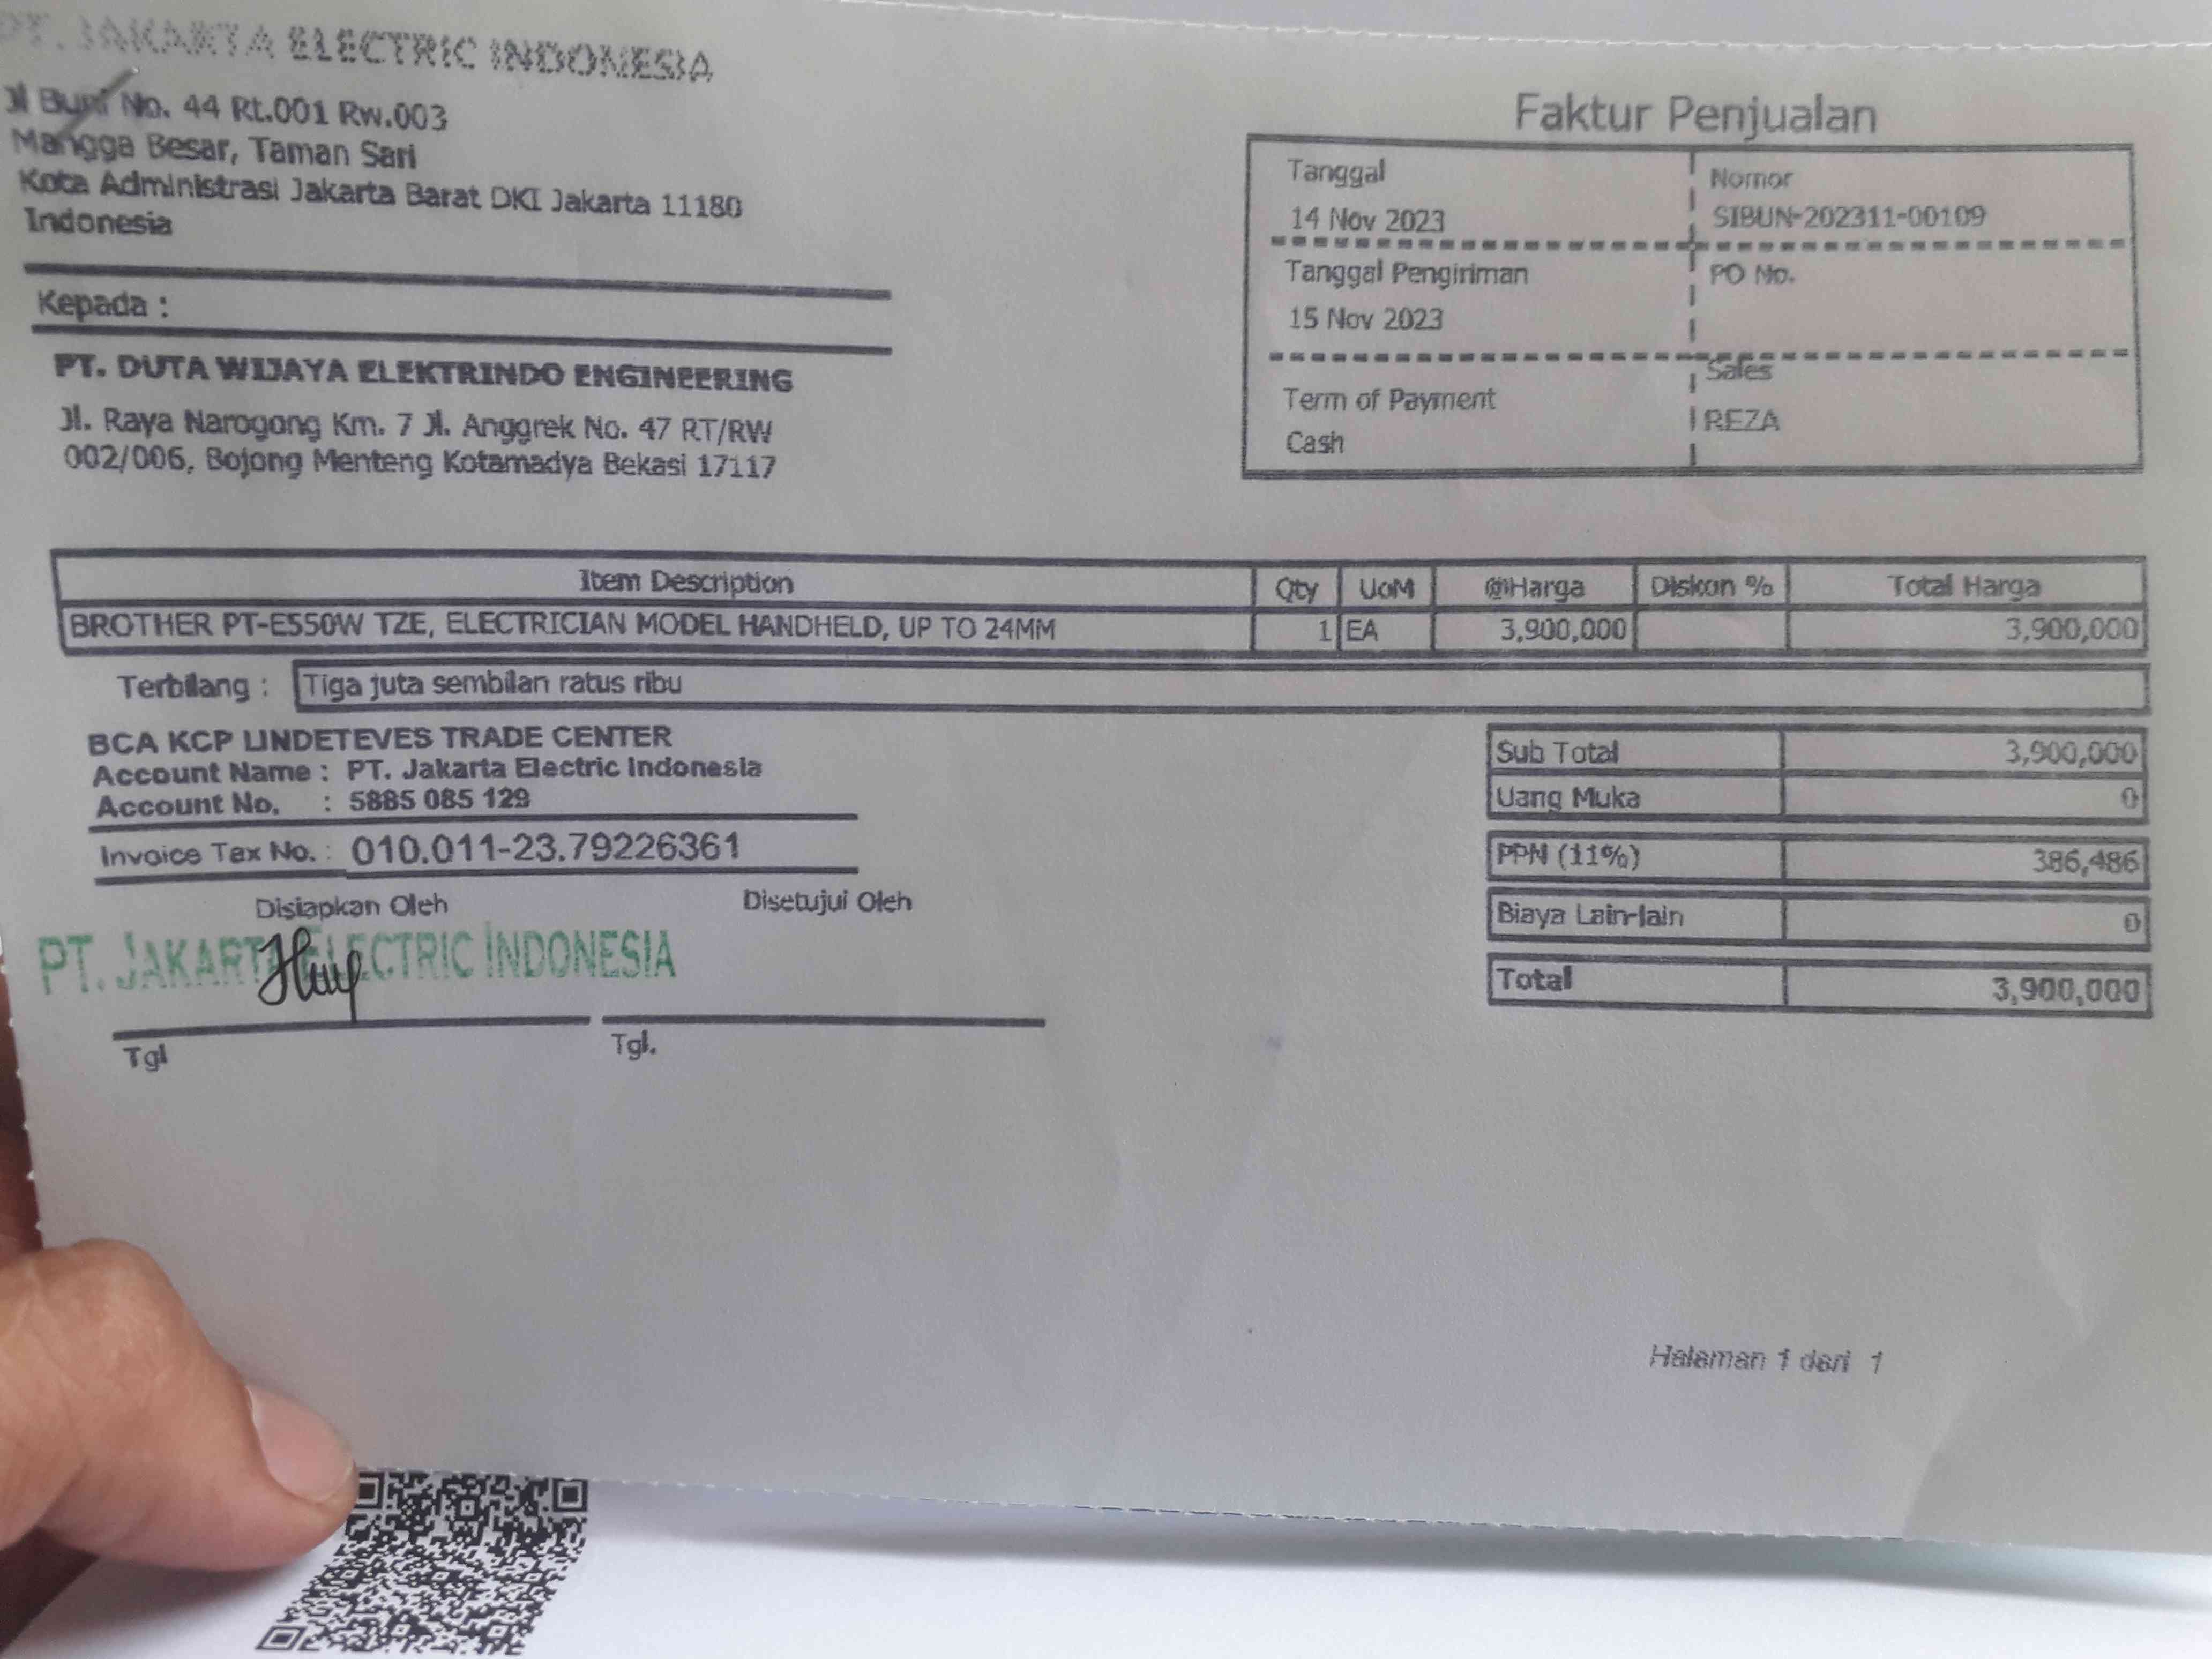 PT. JAKARTA ELECTRIC INDONESIA
Jl Buni No. 44 Rt.001 Rw.003
Mangga Besar, Taman Sari
Kota Administrasi Jakarta Barat DKI Jakarta 11180
Indonesia
Kepada :
PT. DUTA WIJAYA ELEKTRINDO ENGINEERING
Jl. Raya Narogong Km. 7 Jl. Anggrek No. 47 RT/RW
002/006, Bojong Menteng Kotamadya Bekasi 17117
Faktur Penjualan
Tanggal Nomor
14 Nov 2023 SIBUN-202311-00109
Tanggal Pengiriman PO No.
15 Nov 2023
Term of Payment Sales
Cash REZA
Item Description Qty UoM @Harga Diskon % Total Harga
BROTHER PT-E550W TZE, ELECTRICIAN MODEL HANDHELD, UP TO 24MM 1 EA 3,900,000 3,900,000
Terbilang : Tiga juta sembilan ratus ribu
BCA KCP LINDETEVES TRADE CENTER
Account Name : PT. Jakarta Electric Indonesia
Account No. : 5885 085 129
Invoice Tax No. : 010.011-23.79226361
Sub Total 3,900,000
Uang Muka 0
PPN (11%) 386,486
Biaya Lain-lain 0
Total 3,900,000
Disiapkan Oleh Disetujui Oleh
PT. JAKARTA ELECTRIC INDONESIA
Tgl Tgl.
Halaman 1 dari 1